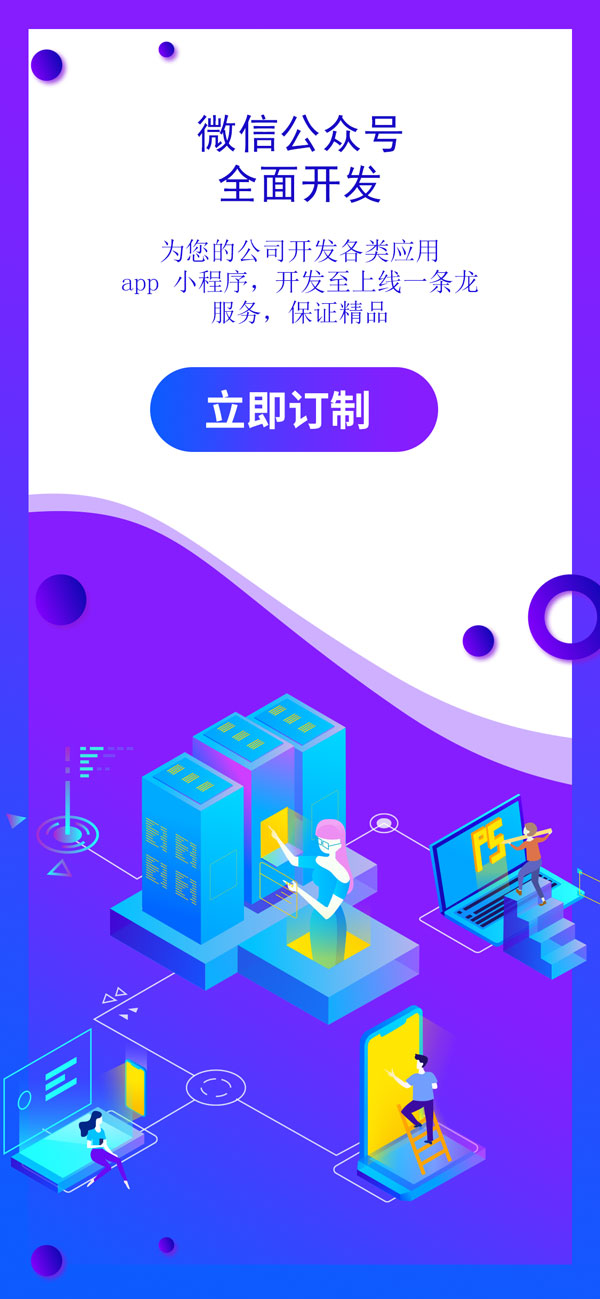 微信公众号
全面开发
为您的公司开发各类应用
app 小程序，开发至上线一条龙
服务，保证精品
立即订制
PS